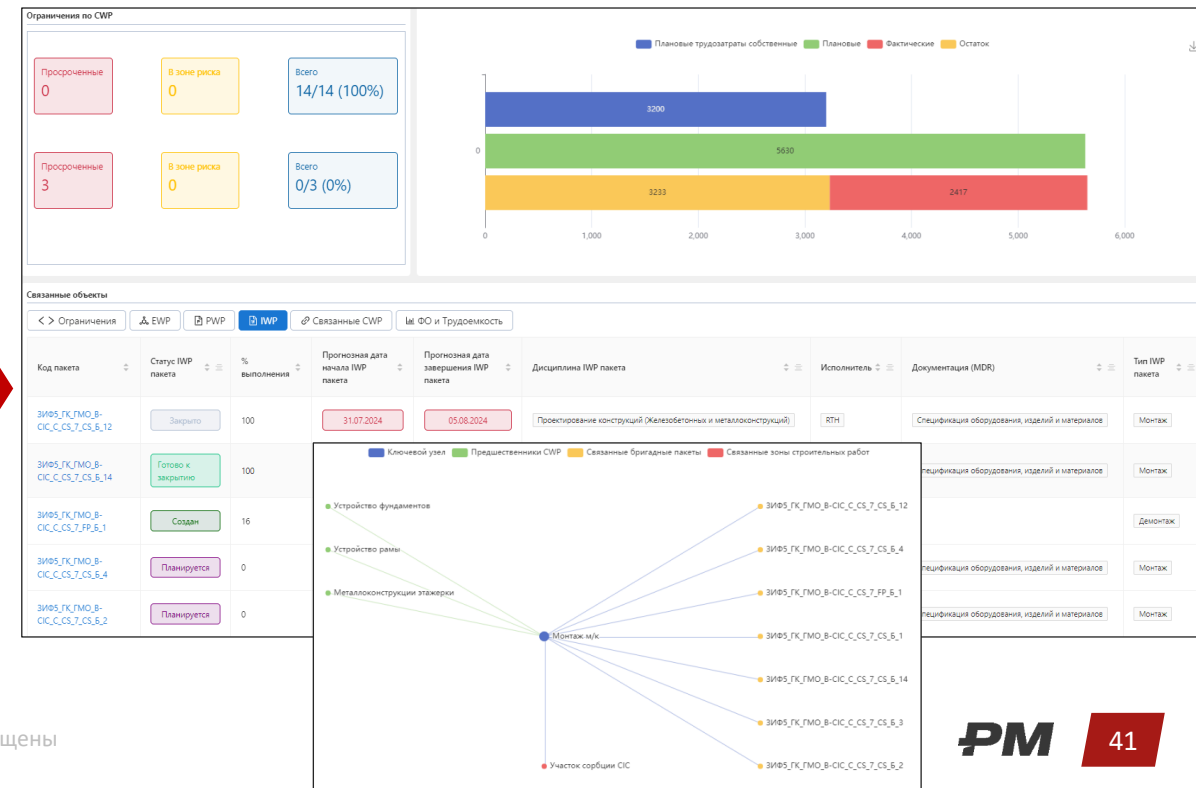 Ограничения по CWP
Просроченные
0
В зоне риска
0
Всего
14/14 (100%)
Просроченные
3
В зоне риска
0
Всего
0/3 (0%)
Плановые трудозатраты собственные Плановые Фактические Остаток
3200
0
5630
3233 2417
0 1,000 2,000 3,000 4,000 5,000 6,000
Связанные объекты
< > Ограничения EWP PWP IWP Связанные CWP ФО и Трудоемкость
Код пакета
Статус IWP пакета
% выполнения
Прогнозная дата начала IWP пакета
Прогнозная дата завершения IWP пакета
Дисциплина IWP пакета
Исполнитель
Документация (MDR)
Тип IWP пакета
ЗИФ5_ГК_ГМО_В-
CIC_C_CS_7_CS_Б_12
Закрыто
100
31.07.2024
05.08.2024
Проектирование конструкций (Железобетонных и металлоконструкций)
RTH
Спецификация оборудования, изделий и материалов
Монтаж
ЗИФ5_ГК_ГМО_В-
CIC_C_CS_7_CS_Б_14
Готово к
закрытию
100
пецификация оборудования, изделий и материалов
Монтаж
ЗИФ5_ГК_ГМО_В-
CIC_C_CS_7_FP_Б_1
Создан
16
Демонтаж
ЗИФ5_ГК_ГМО_В-
CIC_C_CS_7_CS_Б_4
Планируется
0
пецификация оборудования, изделий и материалов
Монтаж
ЗИФ5_ГК_ГМО_В-
CIC_C_CS_7_CS_Б_2
Планируется
0
пецификация оборудования, изделий и материалов
Монтаж
Ключевой узел Предшественники CWP Связанные бригадные пакеты Связанные зоны строительных работ
Устройство фундаментов
Устройство рамы
Металлоконструкции этажерки
Монтаж м/к
Участок сорбции CIC
ЗИФ5_ГК_ГМО_В-CIC_C_CS_7_CS_Б_12
ЗИФ5_ГК_ГМО_В-CIC_C_CS_7_CS_Б_4
ЗИФ5_ГК_ГМО_В-CIC_C_CS_7_FP_Б_1
ЗИФ5_ГК_ГМО_В-CIC_C_CS_7_CS_Б_1
ЗИФ5_ГК_ГМО_В-CIC_C_CS_7_CS_Б_14
ЗИФ5_ГК_ГМО_В-CIC_C_CS_7_CS_Б_3
ЗИФ5_ГК_ГМО_В-CIC_C_CS_7_CS_Б_2
щены
PM
41